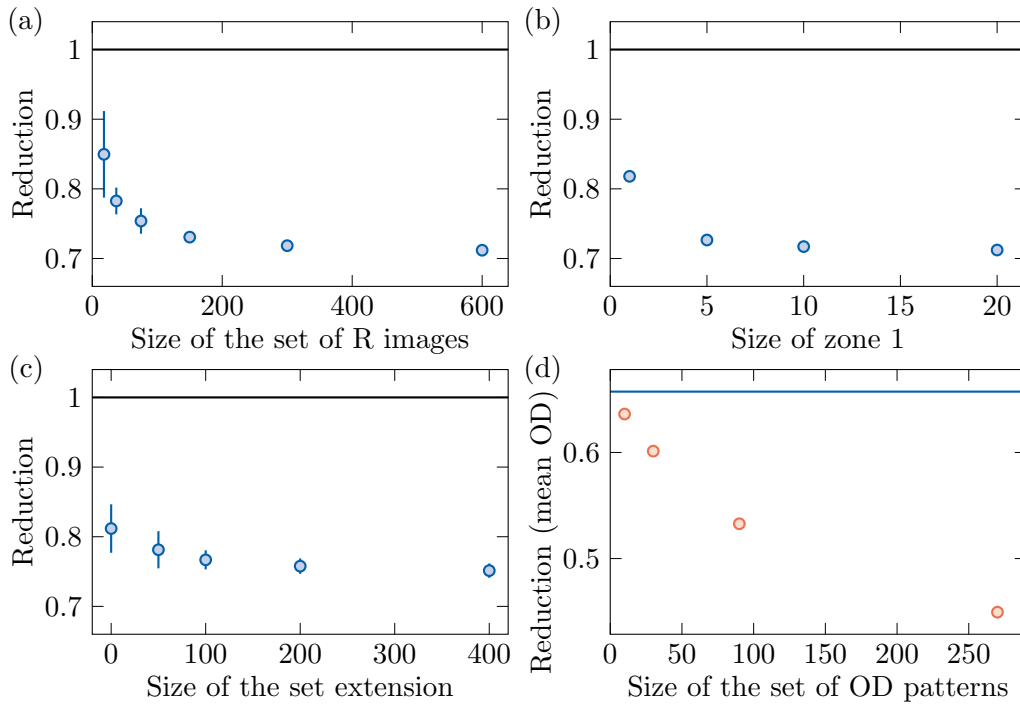 (a)
1
0.9
0.8
0.7
Reduction
0 200 400 600
Size of the set of R images
(b)
1
0.9
0.8
0.7
Reduction
0 5 10 15 20
Size of zone 1
(c)
1
0.9
0.8
0.7
Reduction
0 100 200 300 400
Size of the set extension
(d)
0.6
0.5
Reduction (mean OD)
0 50 100 150 200 250
Size of the set of OD patterns